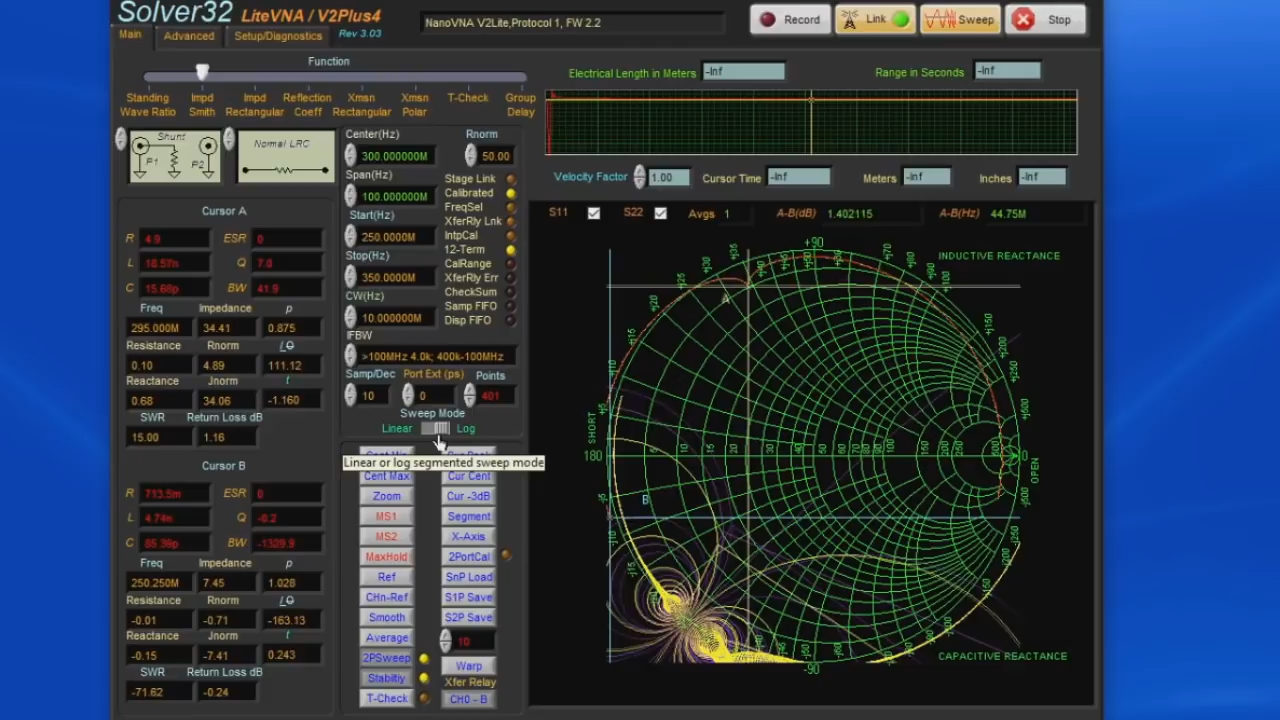 Solver32 LiteVNA / V2Plus4
Rev 3.03
NanoVNA V2Lite,Protocol 1, FW 2.2
Record
Link
Sweep
Stop
Main
Advanced
Setup/Diagnostics
Function
Standing Wave Ratio
Impd Smith
Impd Rectangular
Reflection Coeff
Xmsn Rectangular
Xmsn Polar
T-Check
Group Delay
Electrical Length in Meters -Inf
Range in Seconds -Inf
Velocity Factor 1.00
Cursor Time -Inf
Meters -Inf
Inches -Inf
Shunt
P1
P2
Normal LRC
Center(Hz)
300.000000M
Rnorm
50.00
Span(Hz)
100.000000M
Start(Hz)
250.0000M
Stop(Hz)
350.0000M
CW(Hz)
10.000000M
IFBW
>100MHz 4.0k; 400k-100MHz
Samp/Dec
10
Port Ext (ps)
0
Points
401
Sweep Mode
Linear
Log
Linear or log segmented sweep mode
Stage Link
Calibrated
FreqSel
XferRly Lnk
IntpCal
12-Term
CalRange
XferRly Err
CheckSum
Samp FIFO
Disp FIFO
Cursor A
R 4.9 ESR 0
L 18.57n Q 7.0
C 15.68p BW 41.9
Freq Impedance p
295.000M 34.41 0.875
Resistance Rnorm
0.10 4.89 111.12
Reactance Jnorm t
0.68 34.06 -1.160
SWR Return Loss dB
15.00 1.16
Cursor B
R 713.5m ESR 0
L 4.74n Q -0.2
C 85.39p BW -1329.9
Freq Impedance p
250.250M 7.45 1.028
Resistance Rnorm
-0.01 -0.71 -163.13
Reactance Jnorm t
-0.15 -7.41 0.243
SWR Return Loss dB
-71.62 -0.24
Cent Max
Cur Cent
Zoom
Cur -3dB
MS1
Segment
MS2
X-Axis
MaxHold
2PortCal
Ref
SnP Load
CHn-Ref
S1P Save
Smooth
S2P Save
Average
10
2PSweep
Warp
Stabiltiy
Xfer Relay
T-Check
CH0 - B
S11
S22
Avgs 1
A-B(dB) 1.402115
A-B(Hz) 44.75M
INDUCTIVE REACTANCE
CAPACITIVE REACTANCE
SHORT
OPEN
180
0
+90
-90
A
B